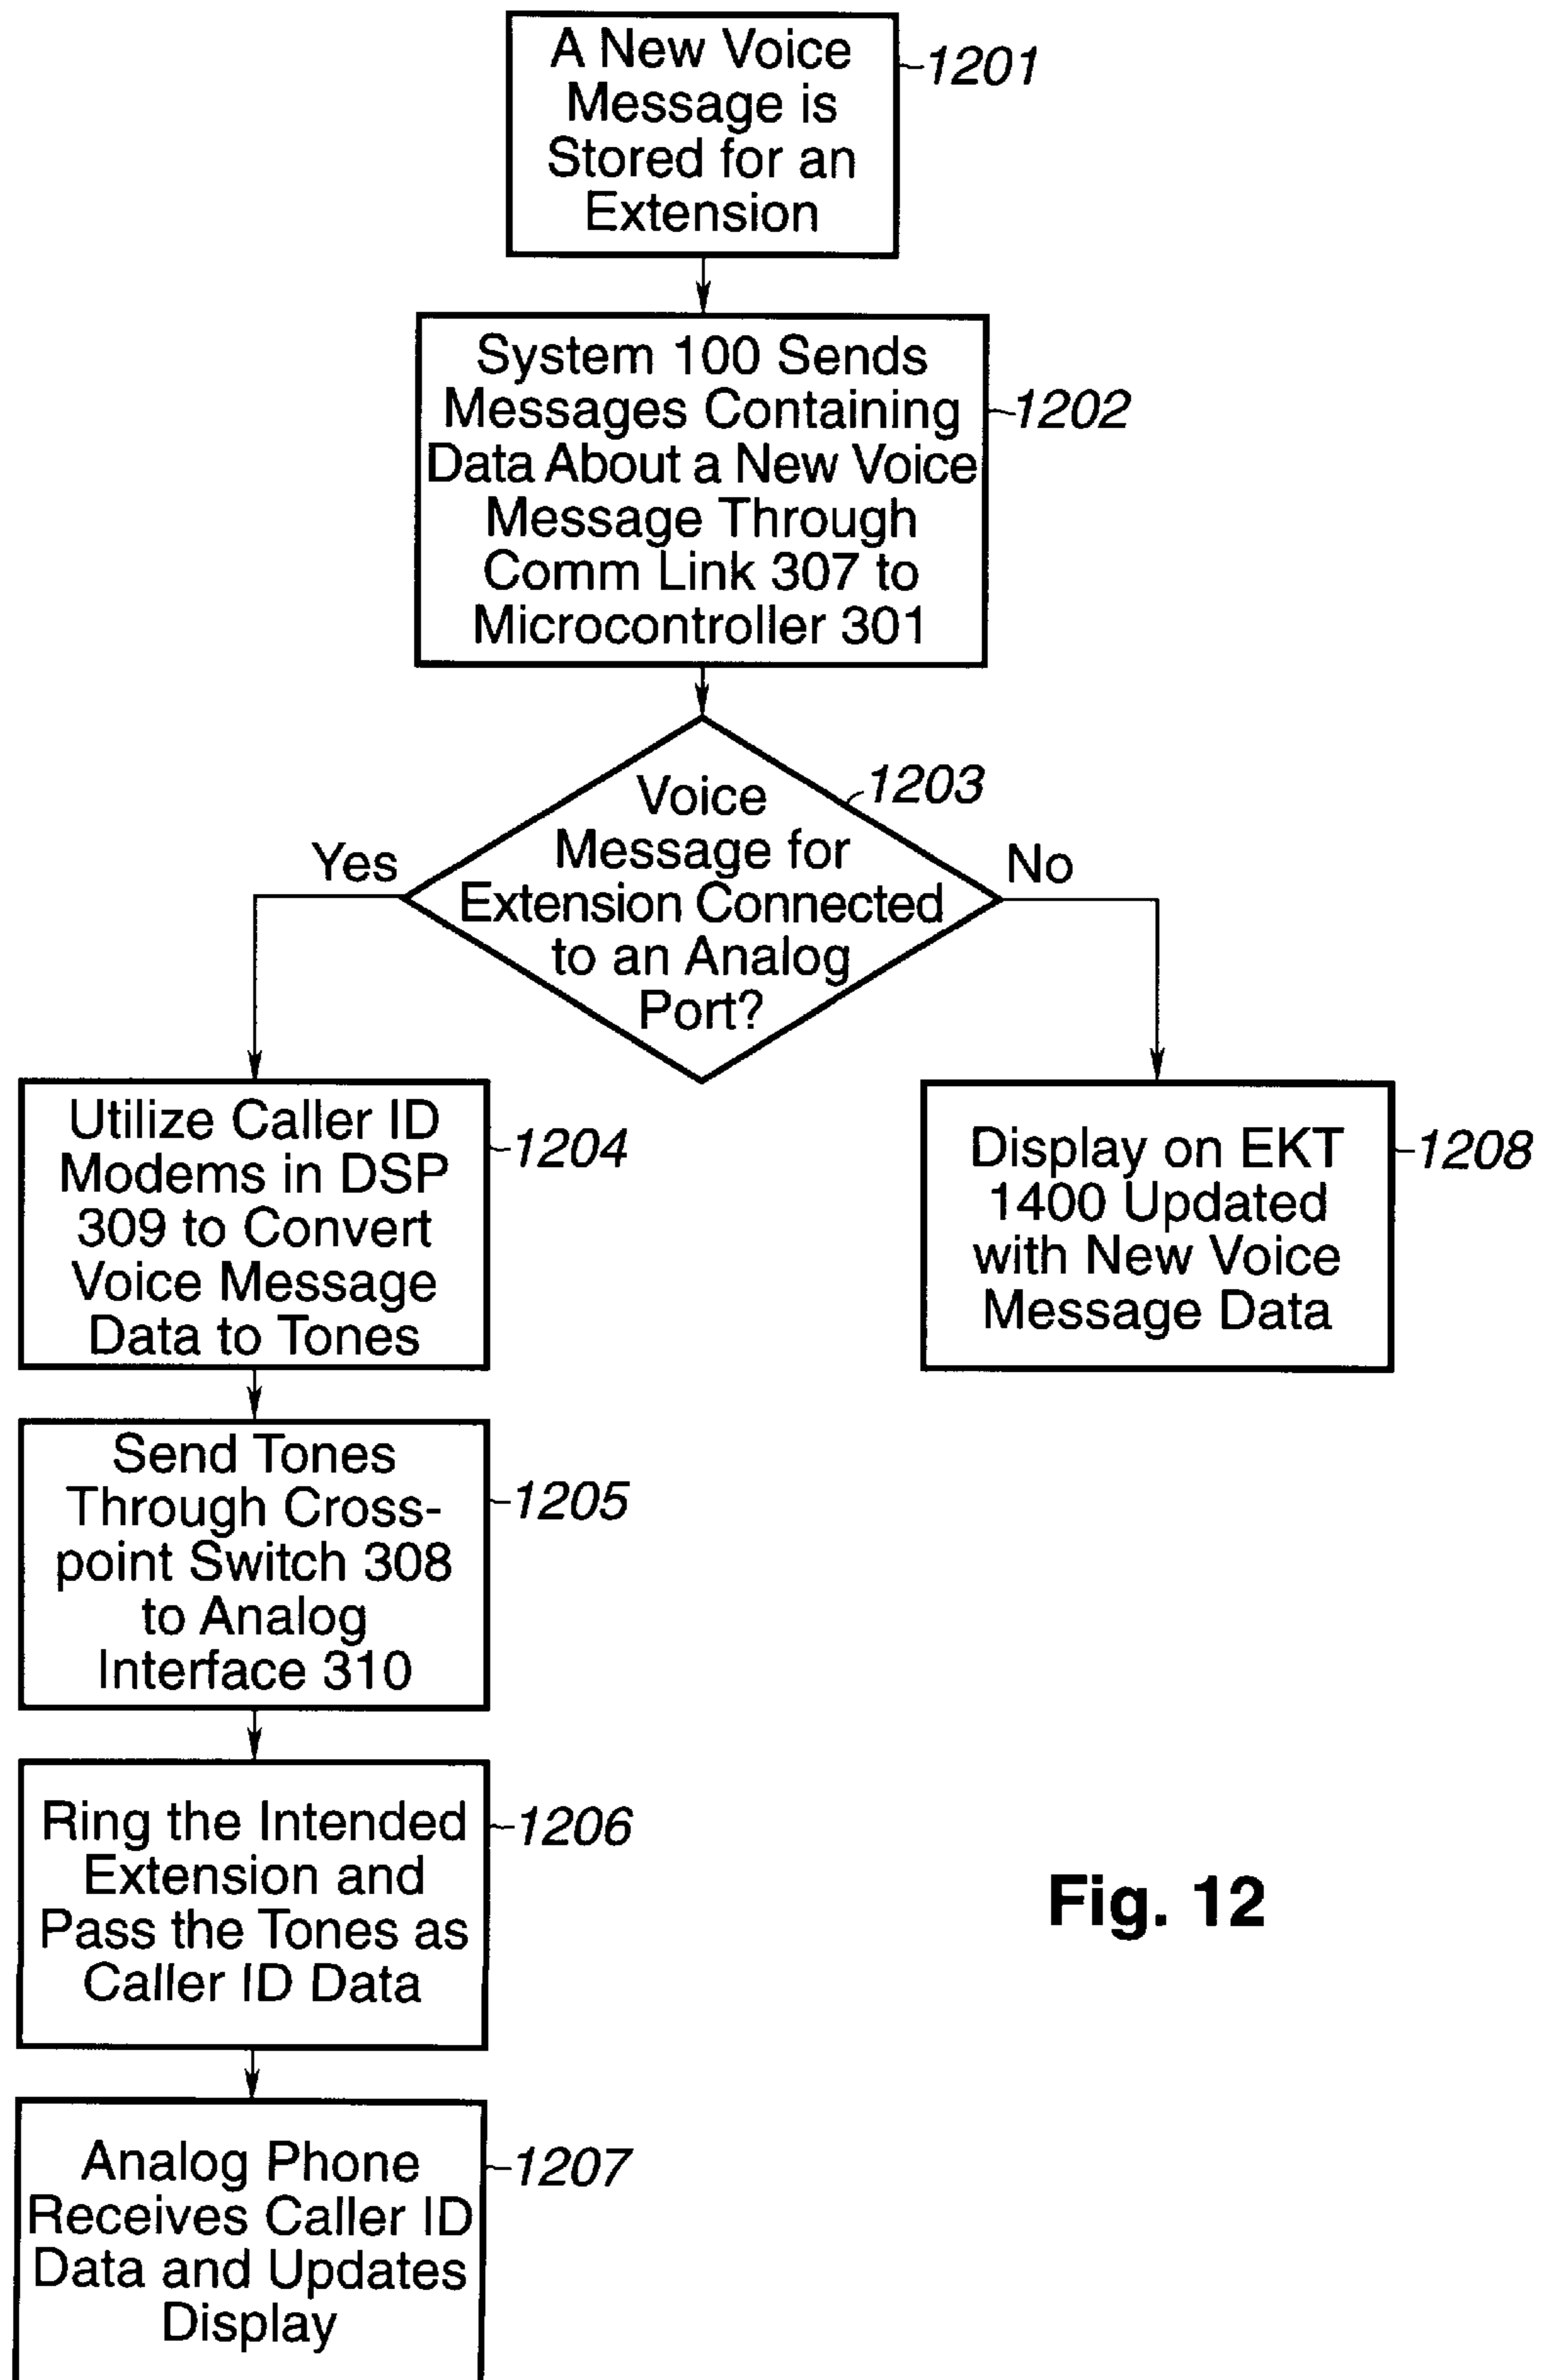 A New Voice
Message is
Stored for an
Extension
1201
System 100 Sends
Messages Containing
Data About a New Voice
Message Through
Comm Link 307 to
Microcontroller 301
1202
Voice
Message for
Extension Connected
to an Analog
Port?
1203
Yes
No
Utilize Caller ID
Modems in DSP
309 to Convert
Voice Message
Data to Tones
1204
Display on EKT
1400 Updated
with New Voice
Message Data
1208
Send Tones
Through Cross-
point Switch 308
to Analog
Interface 310
1205
Ring the Intended
Extension and
Pass the Tones as
Caller ID Data
1206
Fig. 12
Analog Phone
Receives Caller ID
Data and Updates
Display
1207